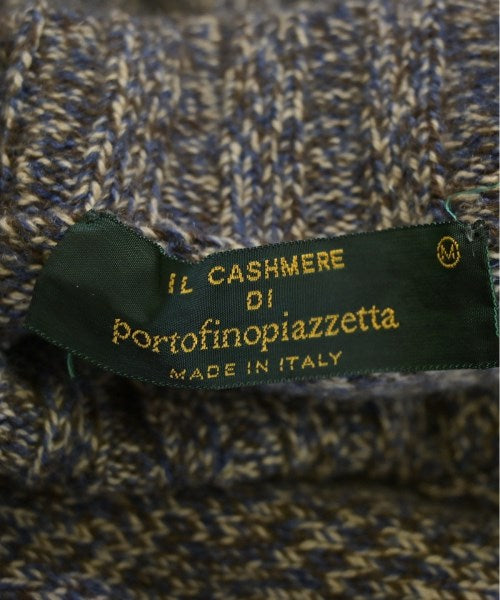 IL CASHMERE
DI
portofinopiazzetta
MADE IN ITALY
M